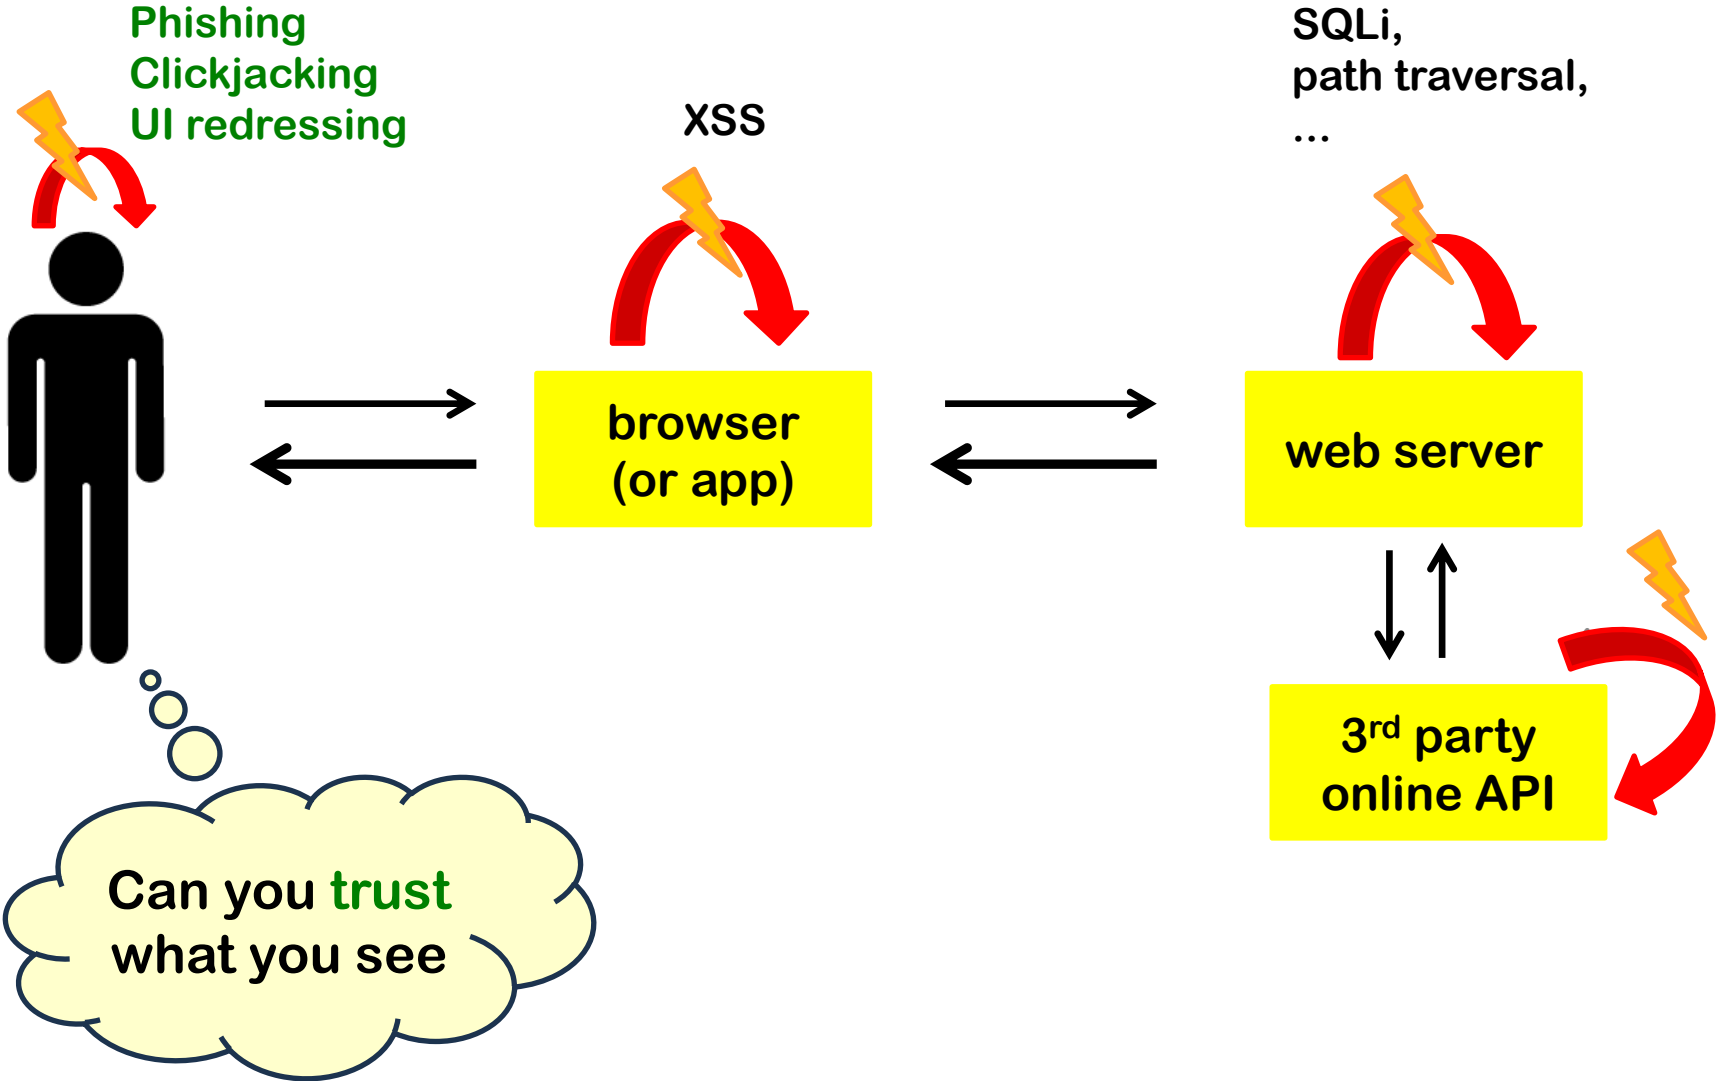 Phishing
Clickjacking
UI redressing
XSS
SQLi,
path traversal,
...
browser
(or app)
web server
3rd party
online API
Can you trust
what you see